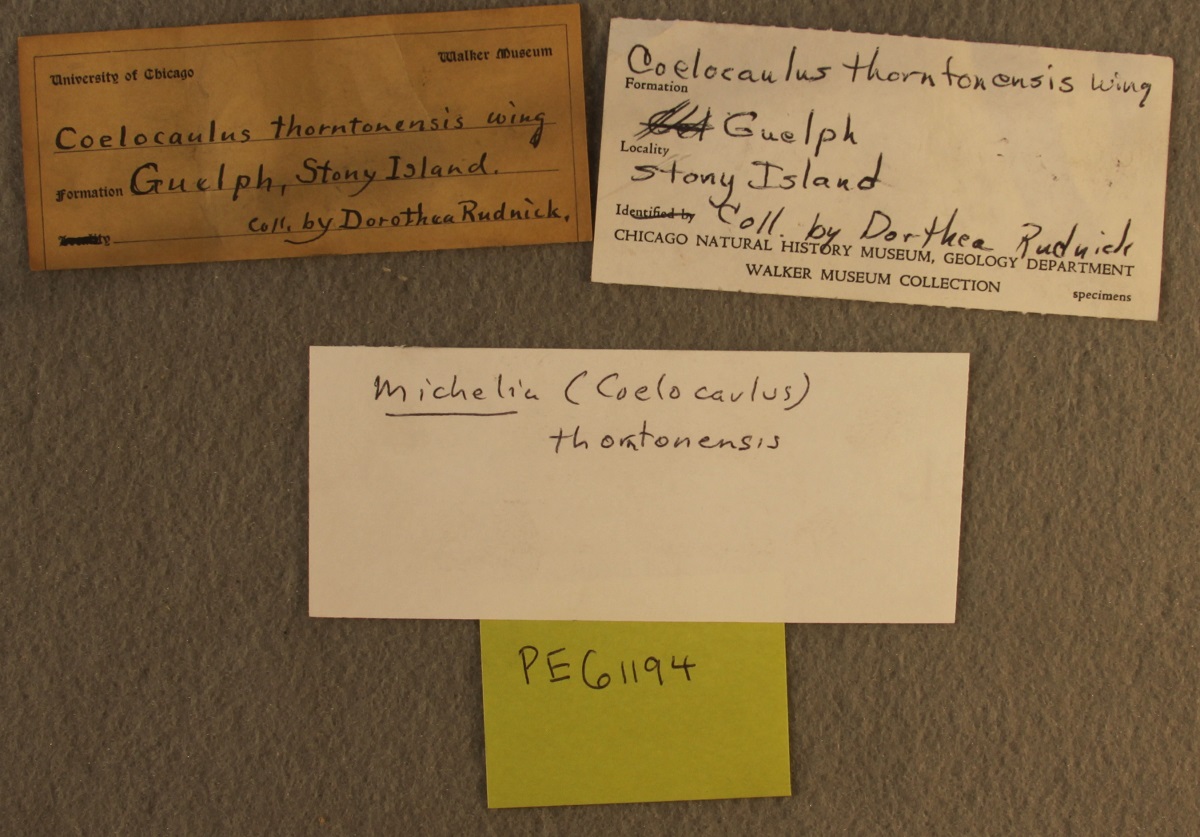 University of Chicago Walker Museum
Coelocaulus thorntonensis wing
Formation Guelph, Stony Island.
Coll. by Dorothea Rudnick.
Coelocaulus thorntonensis wing
Formation
Guelph
Locality
Stony Island
Identified by Coll. by Dorthea Rudnick
CHICAGO NATURAL HISTORY MUSEUM, GEOLOGY DEPARTMENT
WALKER MUSEUM COLLECTION specimens
Michelia (Coelocaulus)
thorntonensis
PE61194